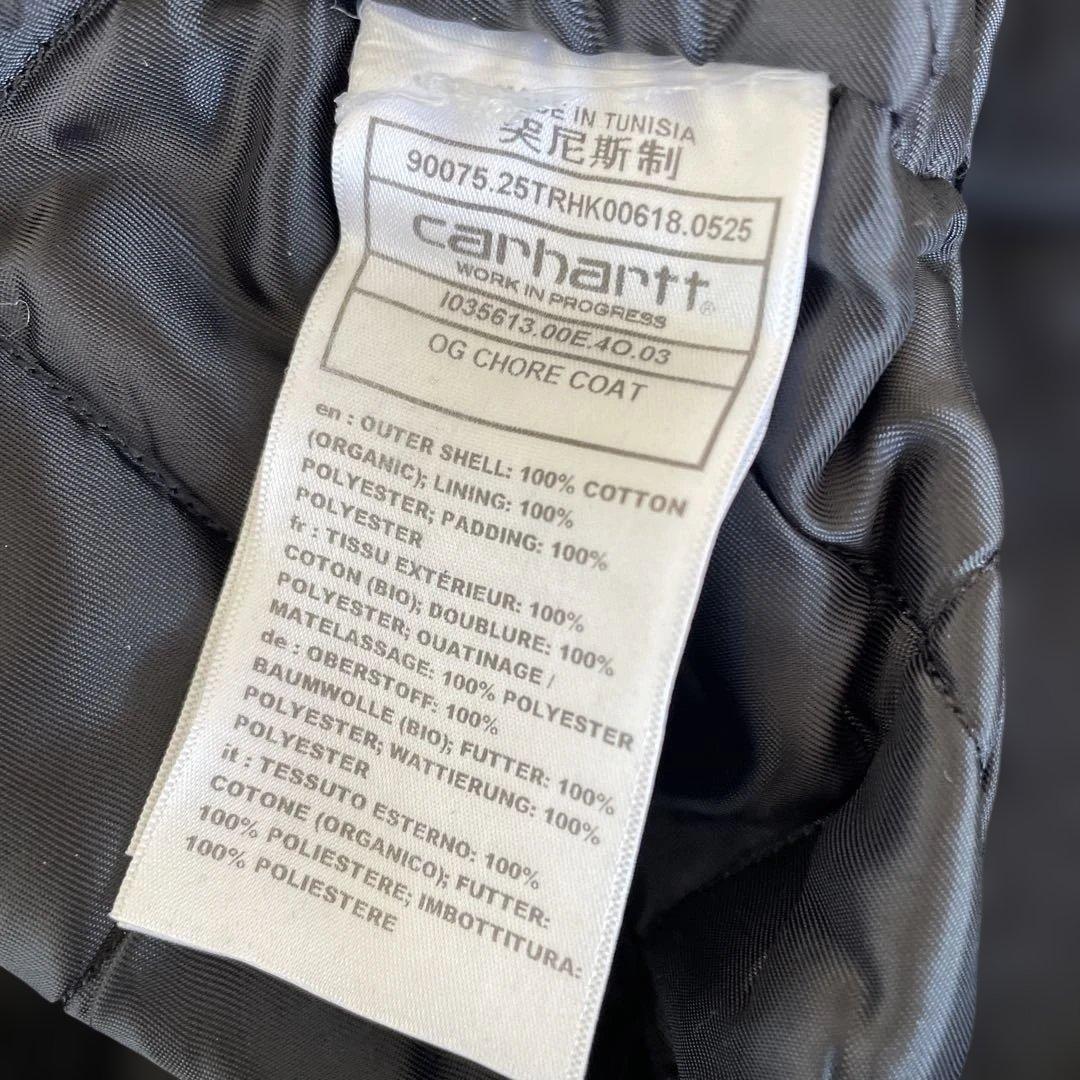 IN TUNISIA
突尼斯制
90075.25TRHK00618.0525
carhartt®
WORK IN PROGRESS
I035613.00E.4O.03
OG CHORE COAT
en : OUTER SHELL: 100% COTTON
(ORGANIC); LINING: 100%
POLYESTER; PADDING: 100%
POLYESTER
fr : TISSU EXTÉRIEUR: 100%
COTON (BIO); DOUBLURE: 100%
POLYESTER; OUATINAGE /
MATELASSAGE: 100% POLYESTER
de : OBERSTOFF: 100%
BAUMWOLLE (BIO); FUTTER: 100%
POLYESTER; WATTIERUNG: 100%
POLYESTER
it : TESSUTO ESTERNO: 100%
COTONE (ORGANICO); FUTTER:
100% POLIESTERE; IMBOTTITURA:
100% POLIESTERE